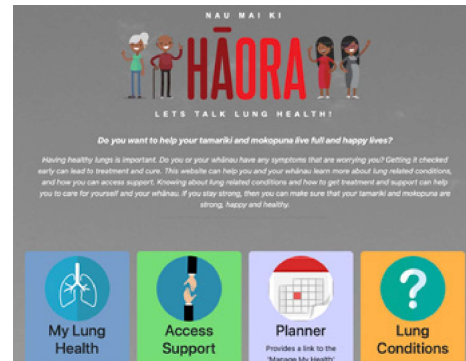 NAU MAI KI
HĀORA
LETS TALK LUNG HEALTH!
Do you want to help your tamariki and mokopuna live full and happy lives?
Having healthy lungs is important. Do you or your whānau have any symptoms that are worrying you? Getting it checked
early can lead to treatment and cure. This website can help you and your whānau learn more about lung related conditions,
and how you can access support. Knowing about lung related conditions and how to get treatment and support can help
you to care for yourself and your whānau. If you stay strong, then you can make sure that your tamariki and mokopuna are
strong, happy and healthy.
My Lung
Health
Access
Support
Planner
Provides a link to the
'Manage My Health'
Lung
Conditions